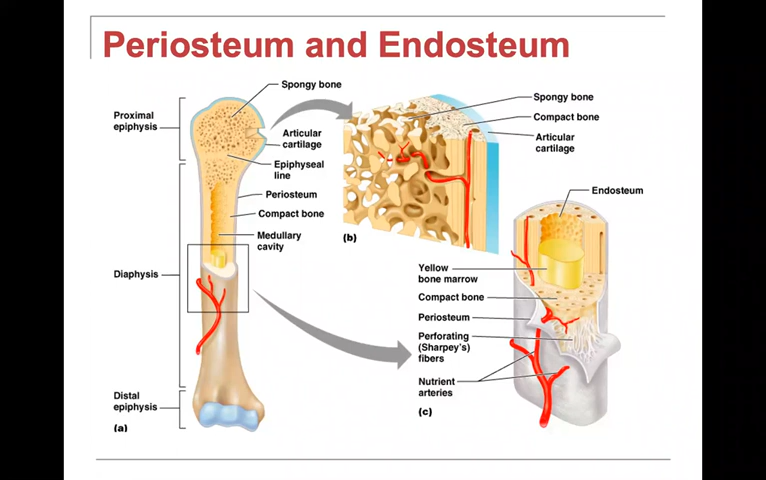 Periosteum and Endosteum
Spongy bone
Proximal
epiphysis
Articular
cartilage
Epiphyseal
line
Periosteum
Compact bone
Medullary
cavity
Diaphysis
Distal
epiphysis
(a)
Spongy bone
Compact bone
Articular
cartilage
(b)
Endosteum
Yellow
bone marrow
Compact bone
Periosteum
Perforating
(Sharpey's)
fibers
Nutrient
arteries
(c)